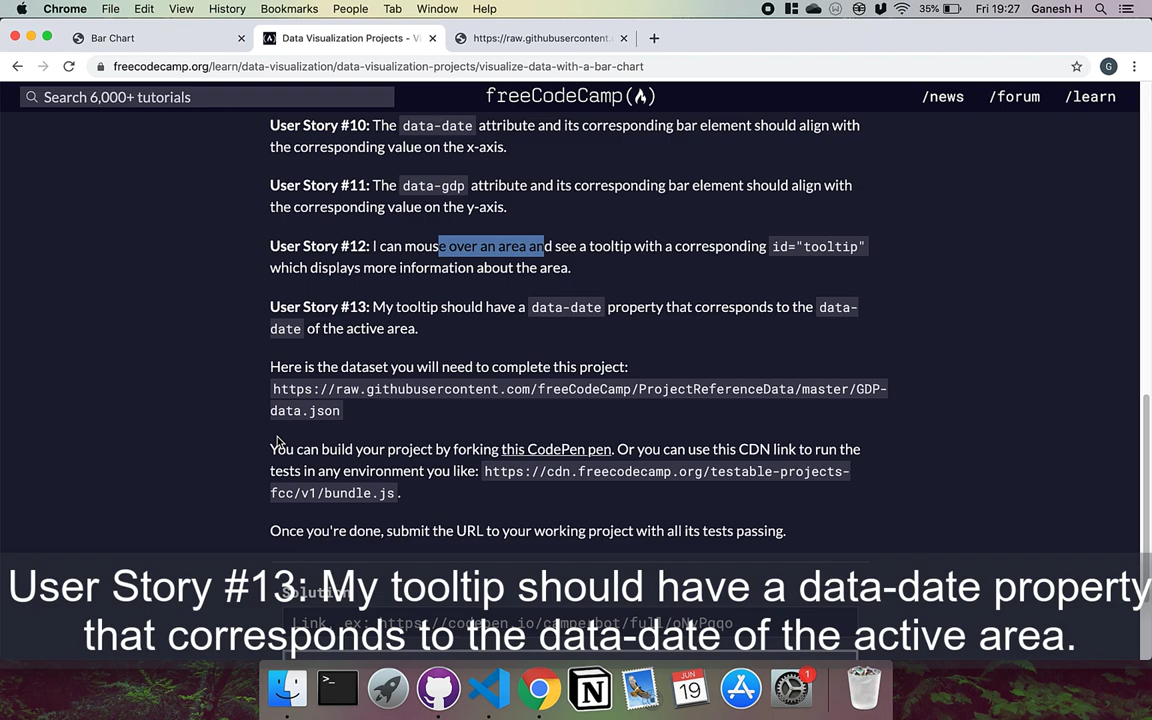 Chrome File Edit View History Bookmarks People Tab Window Help 35% Fri 19:27 Ganesh H
Bar Chart Data Visualization Projects - V https://raw.githubusercontent.
freecodecamp.org/learn/data-visualization/data-visualization-projects/visualize-data-with-a-bar-chart G
Search 6,000+ tutorials freeCodeCamp /news /forum /learn
User Story #10: The data-date attribute and its corresponding bar element should align with
the corresponding value on the x-axis.
User Story #11: The data-gdp attribute and its corresponding bar element should align with
the corresponding value on the y-axis.
User Story #12: I can mouse over an area and see a tooltip with a corresponding id="tooltip"
which displays more information about the area.
User Story #13: My tooltip should have a data-date property that corresponds to the data-
date of the active area.
Here is the dataset you will need to complete this project:
https://raw.githubusercontent.com/freeCodeCamp/ProjectReferenceData/master/GDP-
data.json
You can build your project by forking this CodePen pen. Or you can use this CDN link to run the
tests in any environment you like: https://cdn.freecodecamp.org/testable-projects-
fcc/v1/bundle.js.
Once you're done, submit the URL to your working project with all its tests passing.
Solution
Link, ex: https://codepen.io/camperbot/full/oNvPqqo
User Story #13: My tooltip should have a data-date property
that corresponds to the data-date of the active area.
JUN
19
1